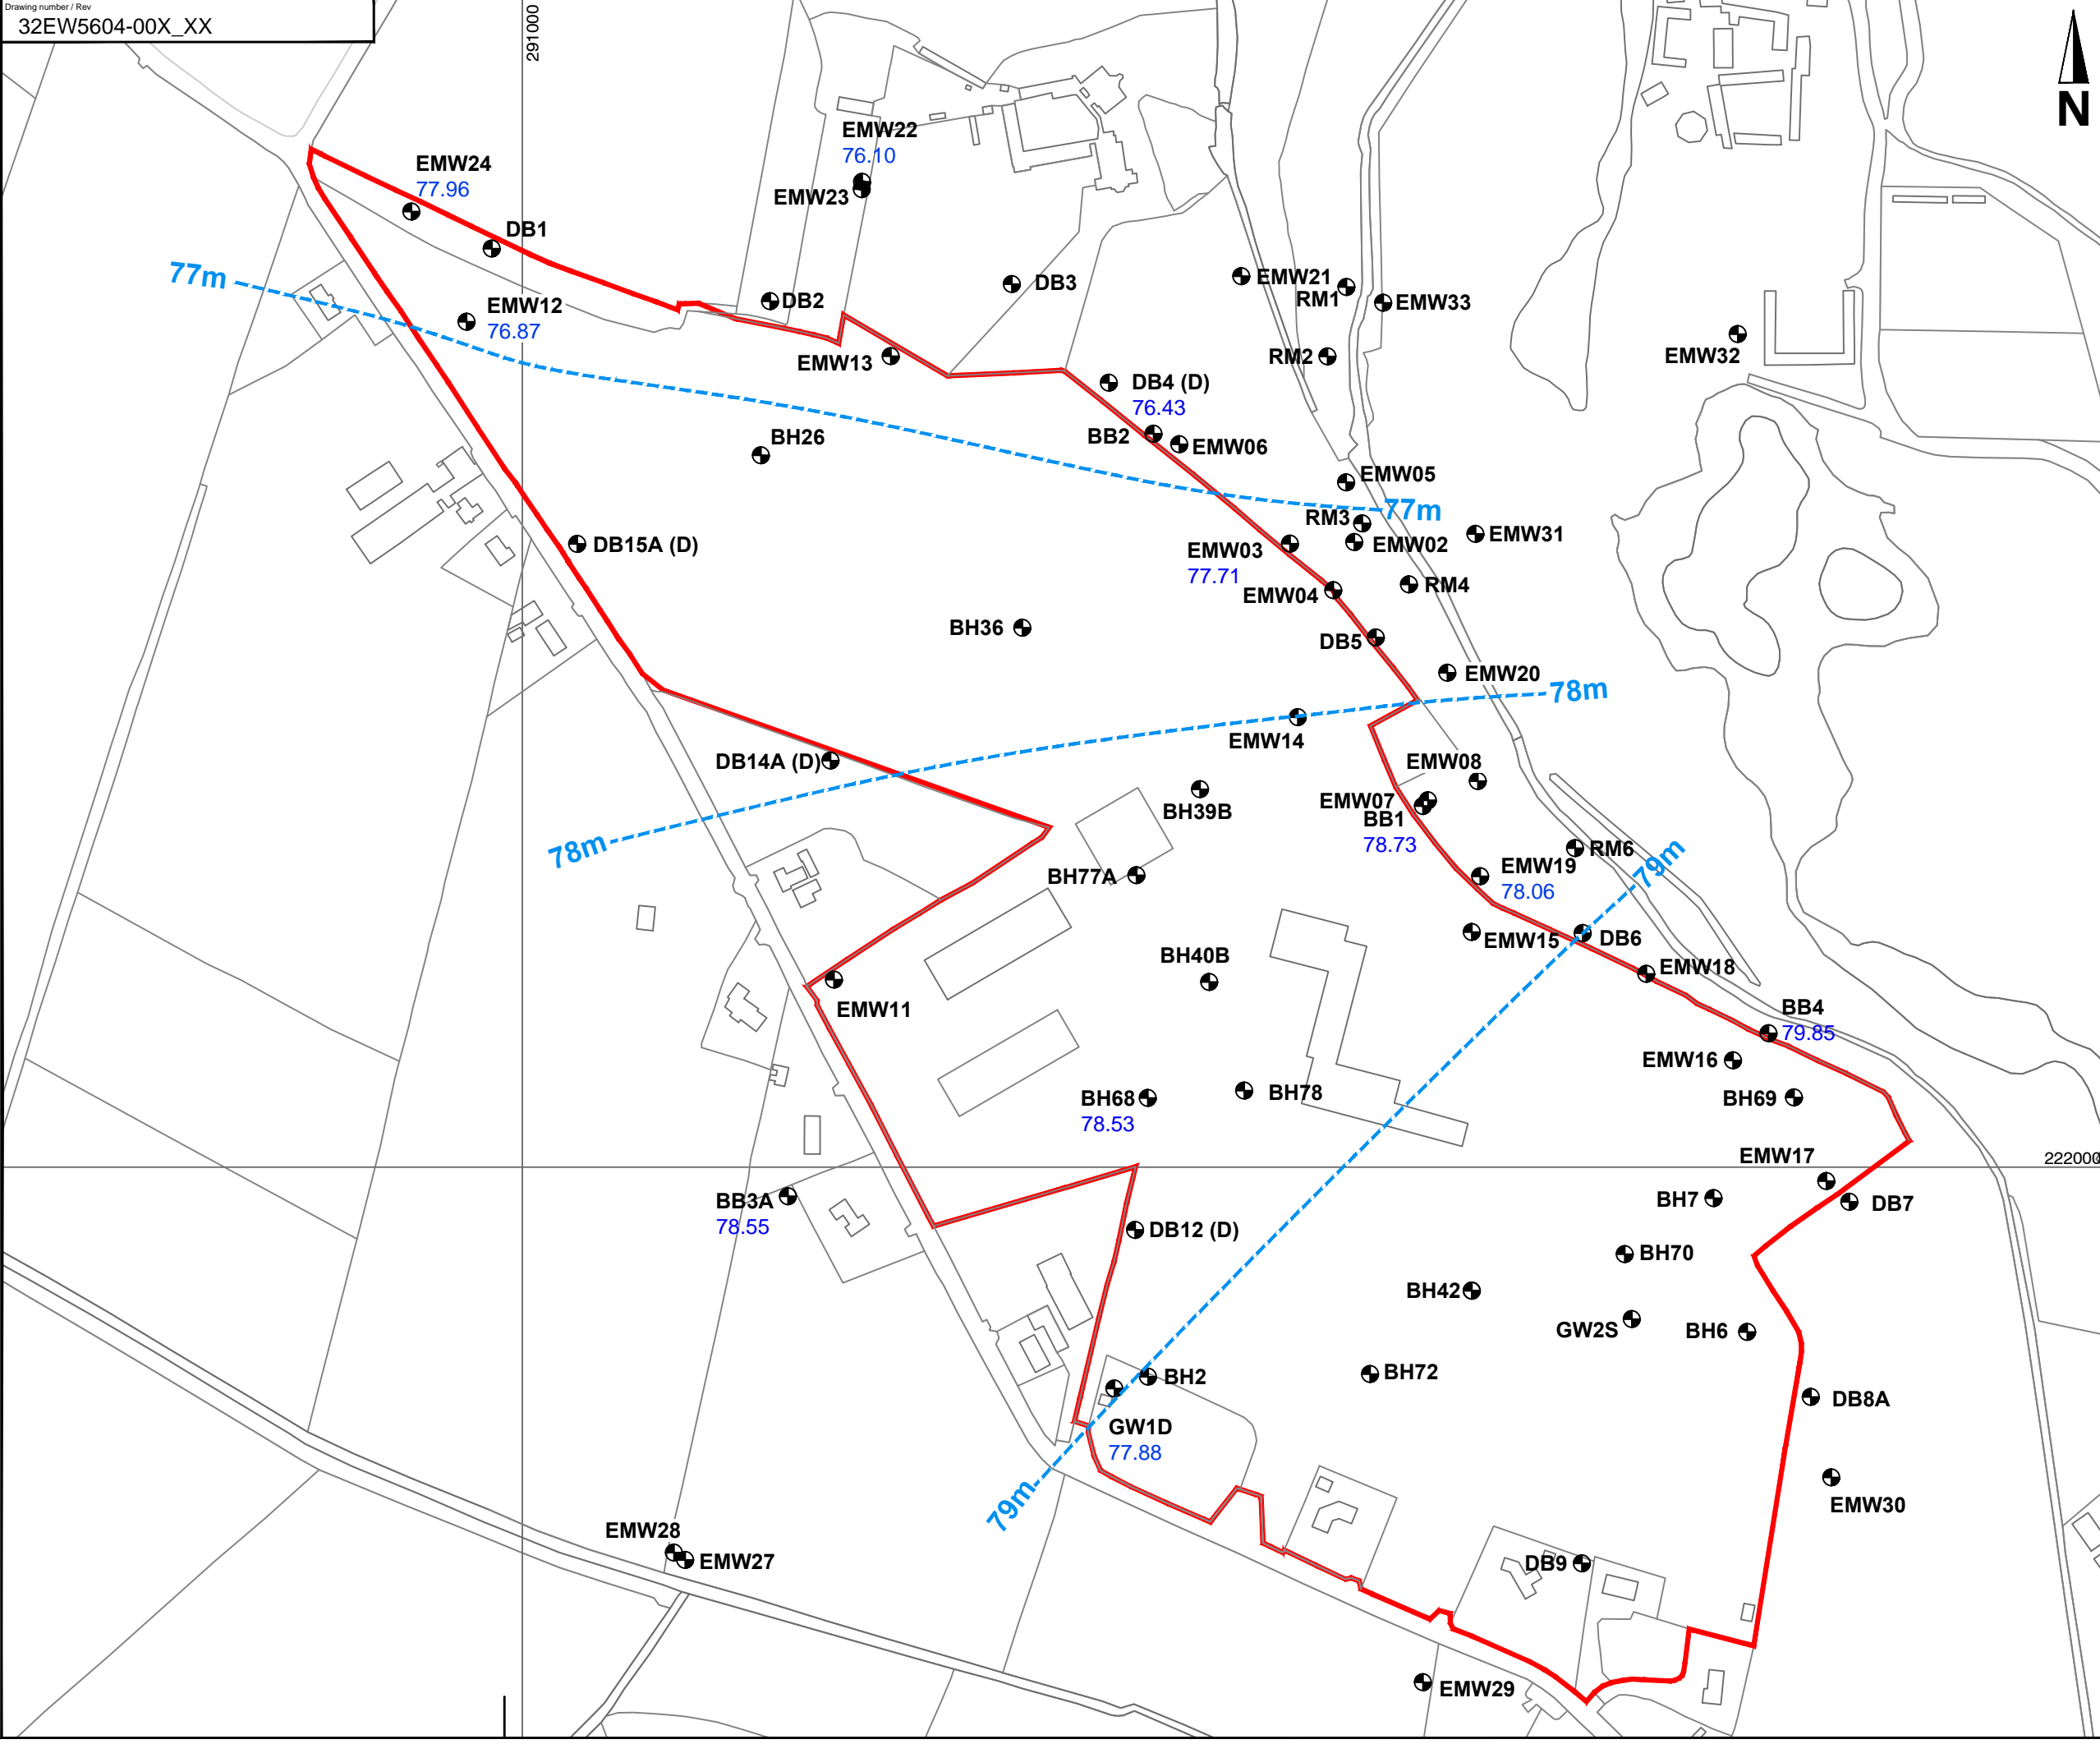 Drawing number / Rev
32EW5604-00X_XX
291000
N
EMW22
76.10
EMW24
77.96
EMW23
DB1
77m
DB3
EMW21
RM1
EMW33
DB2
EMW12
76.87
EMW32
RM2
EMW13
DB4 (D)
76.43
BH26
BB2
EMW06
EMW05
77m
RM3
EMW31
DB15A (D)
EMW03
77.71
EMW02
RM4
EMW04
BH36
DB5
EMW20
78m
EMW14
DB14A (D)
EMW08
EMW07
BH39B
BB1
78.73
78m
RM6
79m
EMW19
78.06
BH77A
EMW15
DB6
BH40B
EMW18
EMW11
BB4
79.85
EMW16
BH68
78.53
BH78
BH69
EMW17
222000
BB3A
78.55
BH7
DB7
DB12 (D)
BH70
BH42
GW2S
BH6
BH2
BH72
DB8A
GW1D
77.88
79m
EMW30
EMW28
EMW27
DB9
EMW29